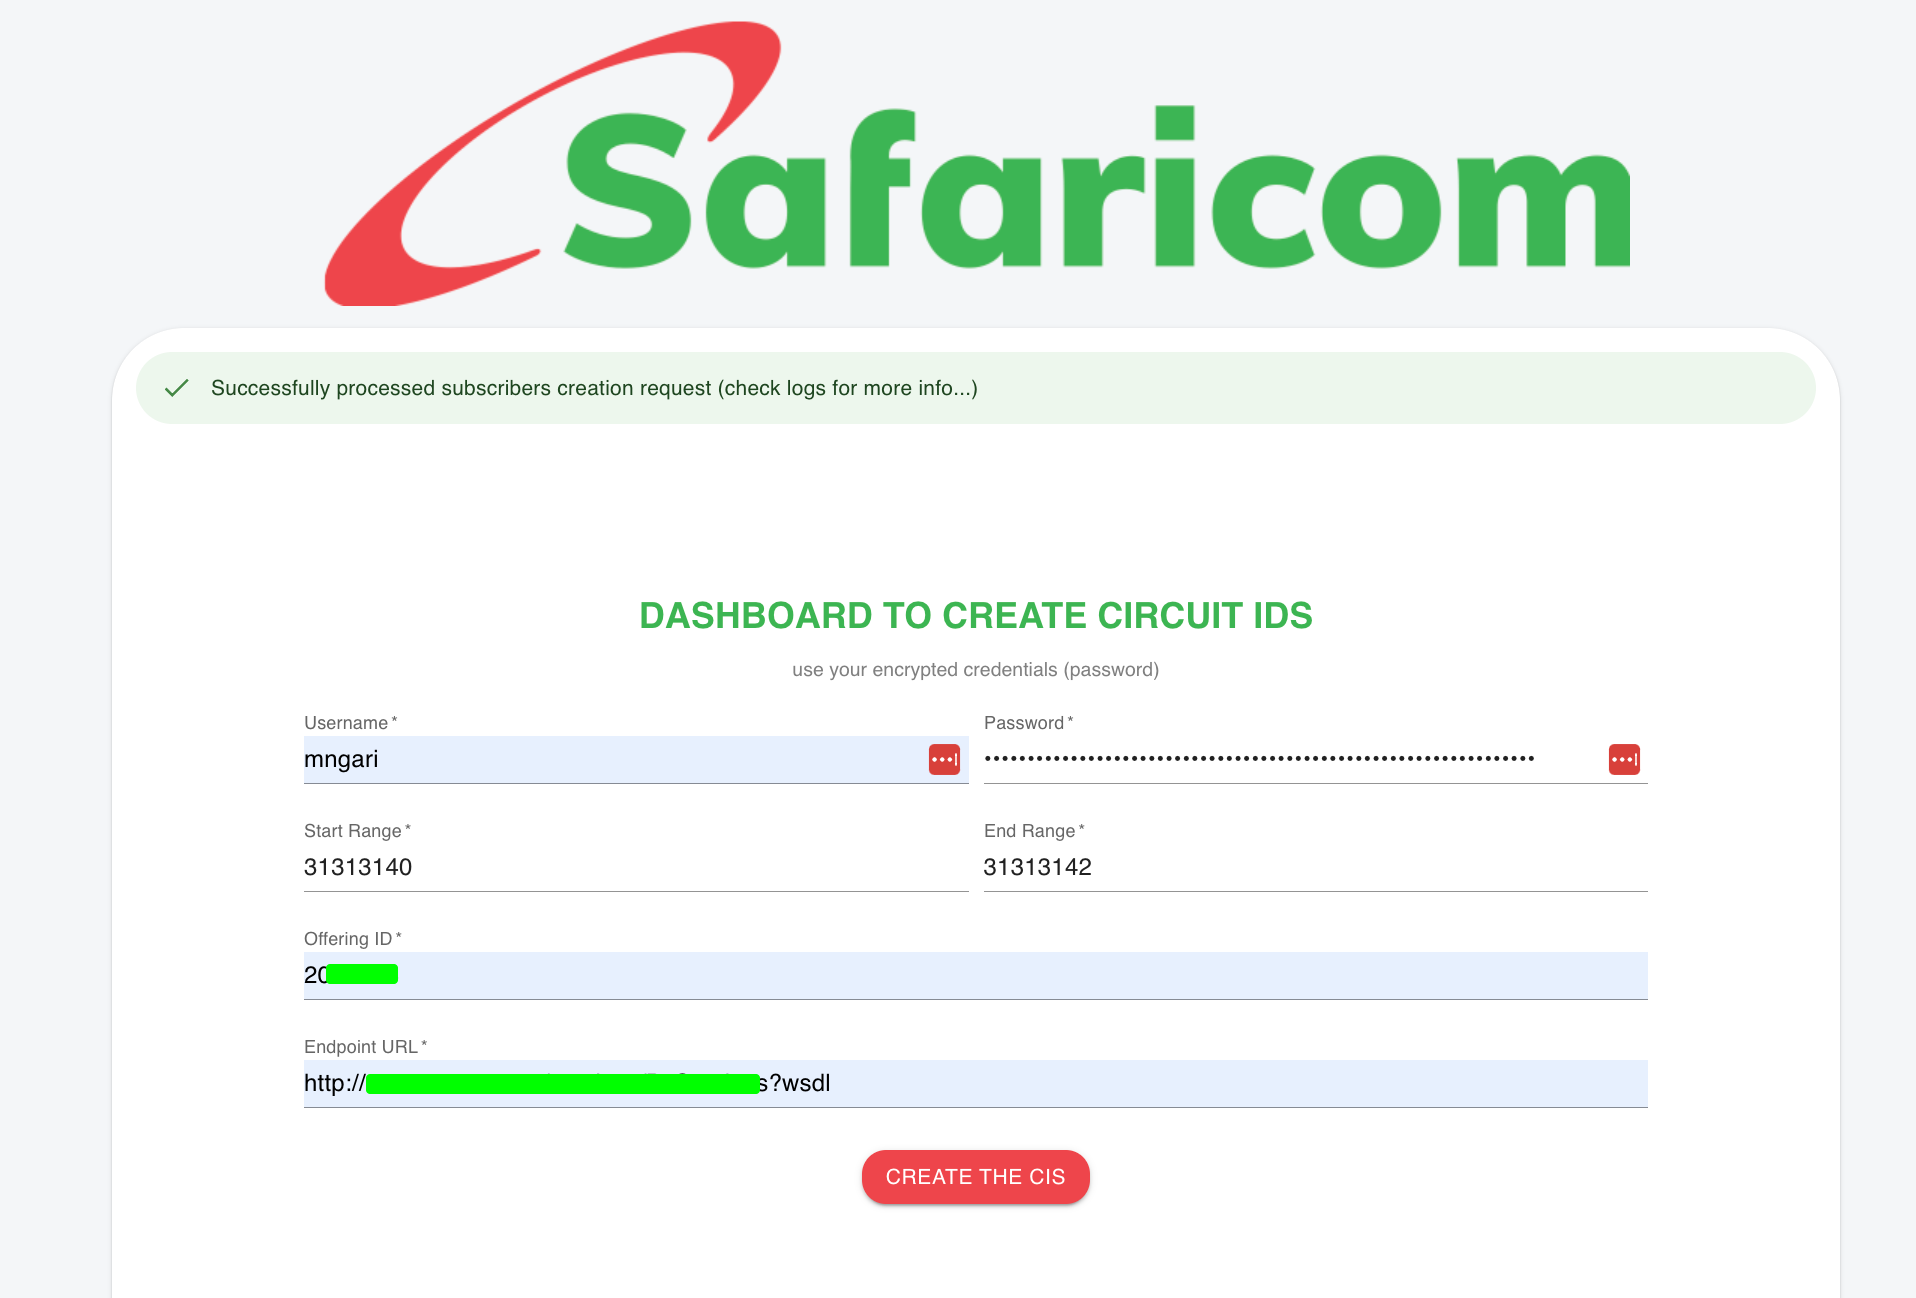 Safaricom
Successfully processed subscribers creation request (check logs for more info...)
DASHBOARD TO CREATE CIRCUIT IDS
use your encrypted credentials (password)
Username * Password *
mngari ••••••••••••••••••••••••••••••••••••••••••••••••••••••••••••••••
Start Range * End Range *
31313140 31313142
Offering ID *
20
Endpoint URL *
http:// s?wsdl
CREATE THE CIS